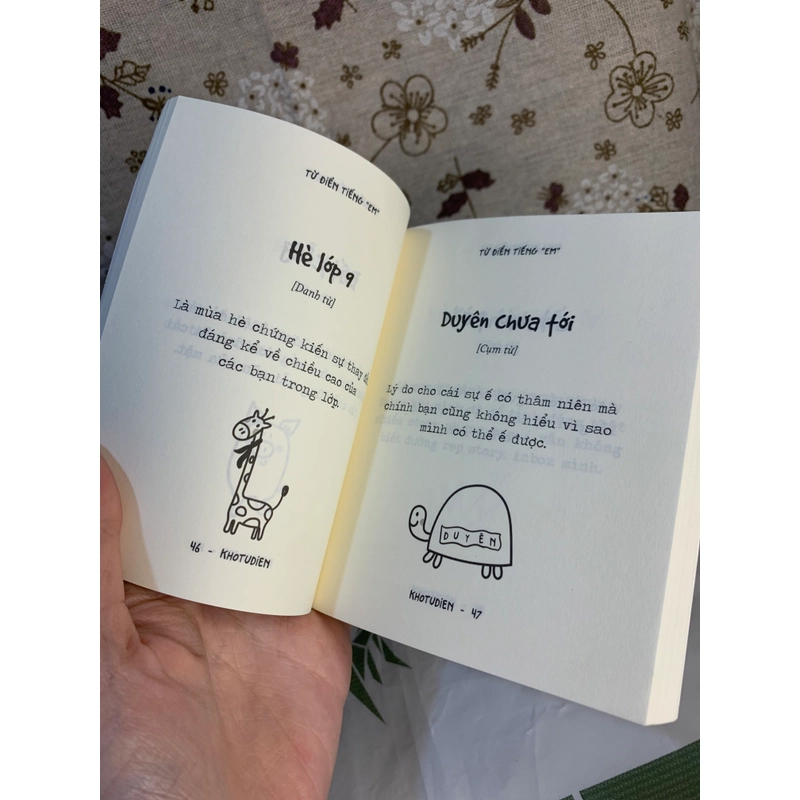 TỪ ĐIỂN TIẾNG "EM"
Hè lớp 9
[Danh từ]
Là mùa hè chứng kiến sự thay
đáng kể về chiều cao của
các bạn trong lớp.
46 - KHOTUDIEN
TỪ ĐIỂN TIẾNG "EM"
Duyên chưa tới
[Cụm từ]
Lý do cho cái sự ế có thâm niên mà
chính bạn cũng không hiểu vì sao
mình có thể ế được.
DUYÊN
KHOTUDIEN - 47